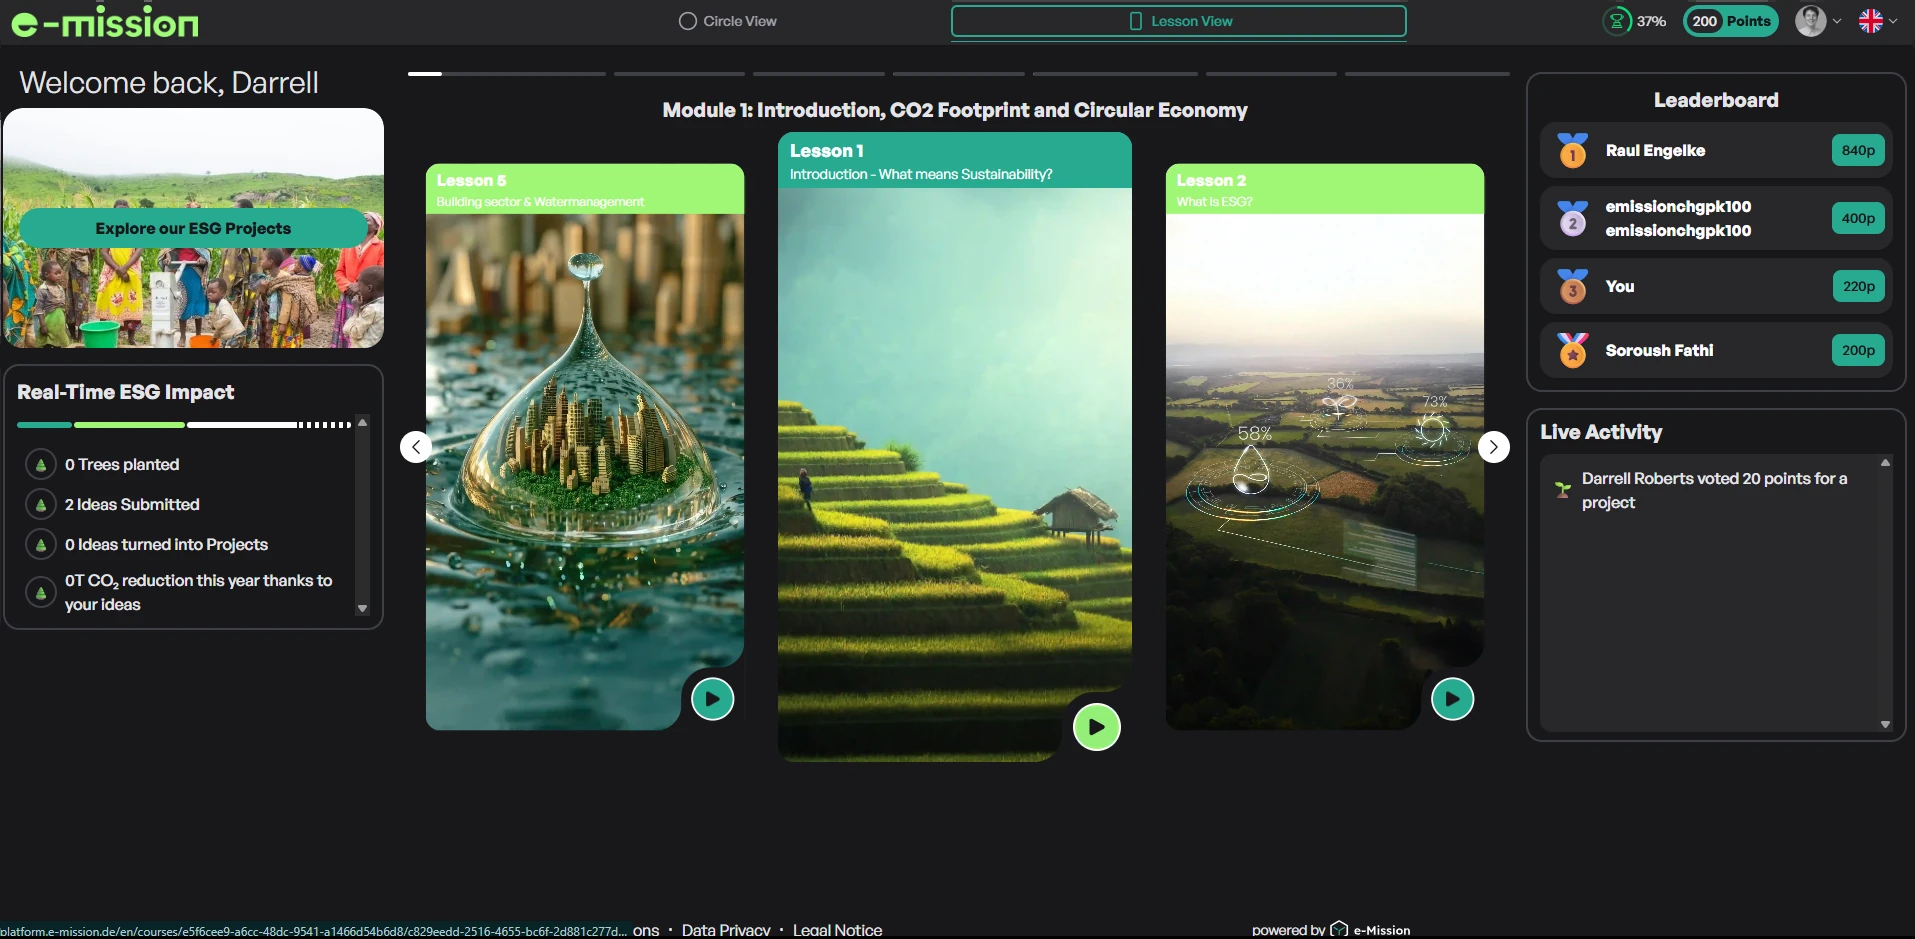 e-mission
Circle View
Lesson View
37%
200 Points
Welcome back, Darrell
Explore our ESG Projects
Real-Time ESG Impact
0 Trees planted
2 Ideas Submitted
0 Ideas turned into Projects
0T CO₂ reduction this year thanks to
your ideas
Module 1: Introduction, CO2 Footprint and Circular Economy
Lesson 5
Building sector & Watermanagement
Lesson 1
Introduction - What means Sustainability?
Lesson 2
What is ESG?
36%
73%
58%
Leaderboard
1
Raul Engelke
840p
2
emissionchgpk100
emissionchgpk100
400p
3
You
220p
Soroush Fathi
200p
Live Activity
Darrell Roberts voted 20 points for a
project
platform.e-mission.de/en/courses/e5f6cee9-a6cc-48dc-9541-a1466d54b6d8/c829eedd-2516-4655-bc6f-2d881c277d...
ons · Data Privacy · Legal Notice
powered by e-Mission